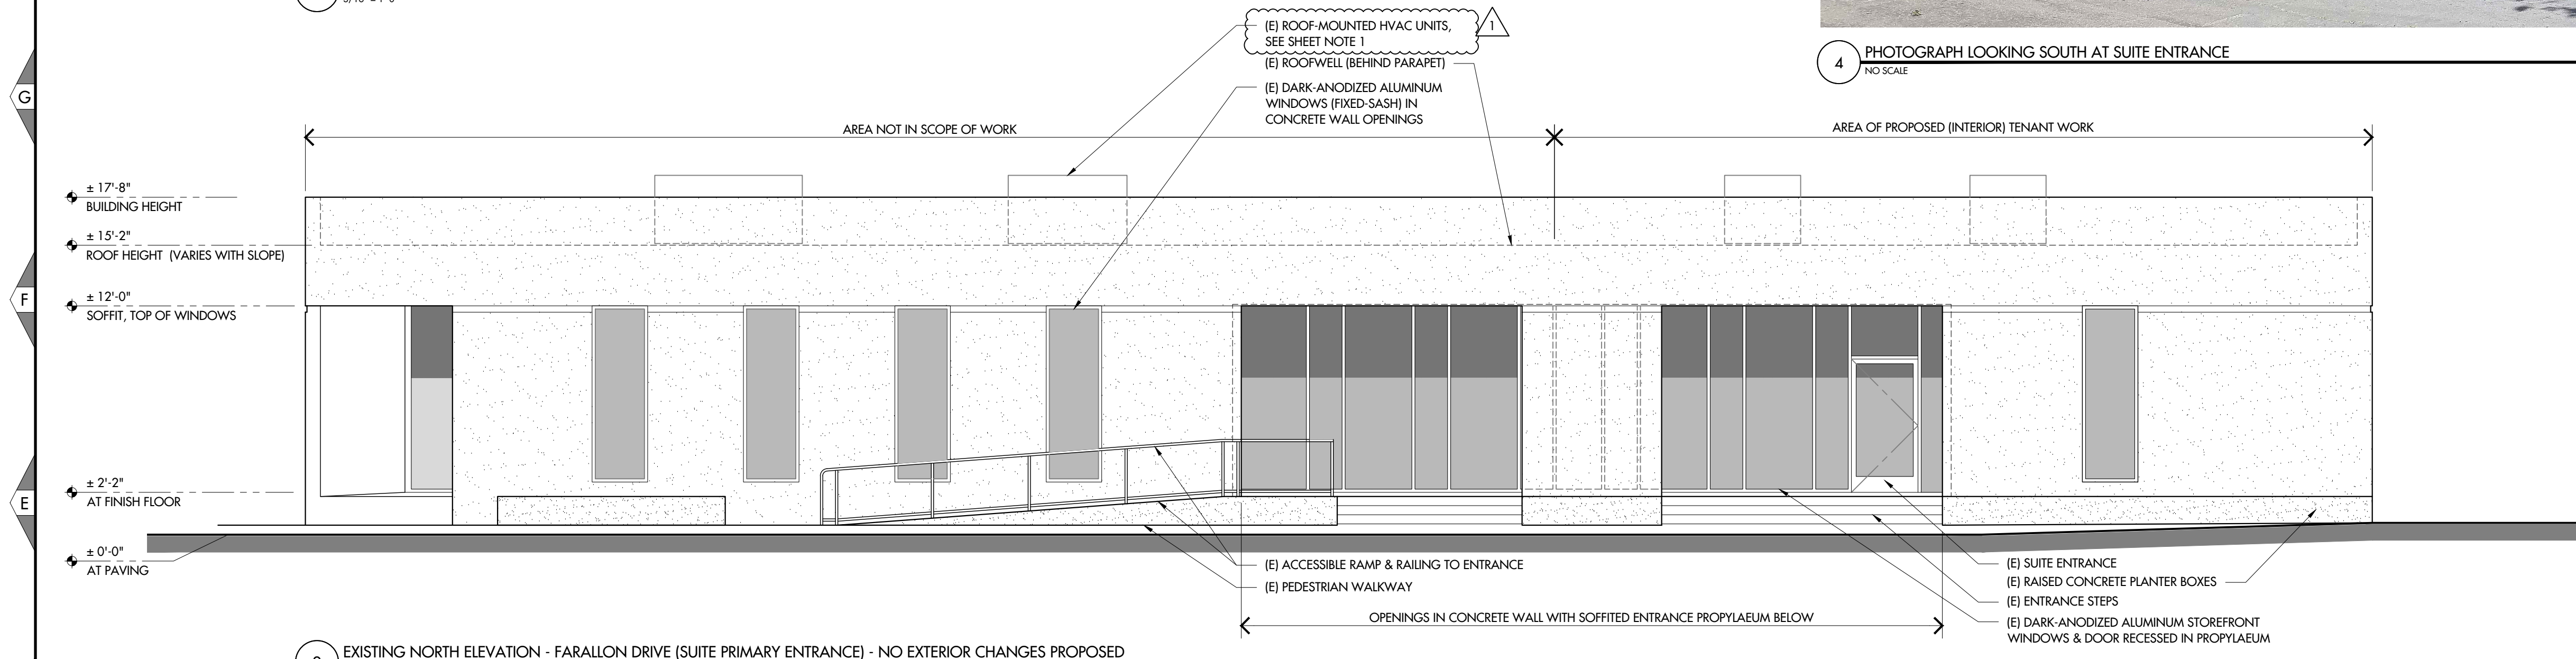 (E) ROOF-MOUNTED HVAC UNITS,
SEE SHEET NOTE 1
1
(E) ROOFWELL (BEHIND PARAPET)
(E) DARK-ANODIZED ALUMINUM
WINDOWS (FIXED-SASH) IN
CONCRETE WALL OPENINGS
4
PHOTOGRAPH LOOKING SOUTH AT SUITE ENTRANCE
NO SCALE
G
AREA NOT IN SCOPE OF WORK
AREA OF PROPOSED (INTERIOR) TENANT WORK
± 17'-8"
BUILDING HEIGHT
± 15'-2"
ROOF HEIGHT (VARIES WITH SLOPE)
F
± 12'-0"
SOFFIT, TOP OF WINDOWS
E
± 2'-2"
AT FINISH FLOOR
± 0'-0"
AT PAVING
(E) ACCESSIBLE RAMP & RAILING TO ENTRANCE
(E) PEDESTRIAN WALKWAY
(E) SUITE ENTRANCE
(E) RAISED CONCRETE PLANTER BOXES
(E) ENTRANCE STEPS
(E) DARK-ANODIZED ALUMINUM STOREFRONT
WINDOWS & DOOR RECESSED IN PROPYLAEUM
OPENINGS IN CONCRETE WALL WITH SOFFITED ENTRANCE PROPYLAEUM BELOW
EXISTING NORTH ELEVATION - FARALLON DRIVE (SUITE PRIMARY ENTRANCE) - NO EXTERIOR CHANGES PROPOSED